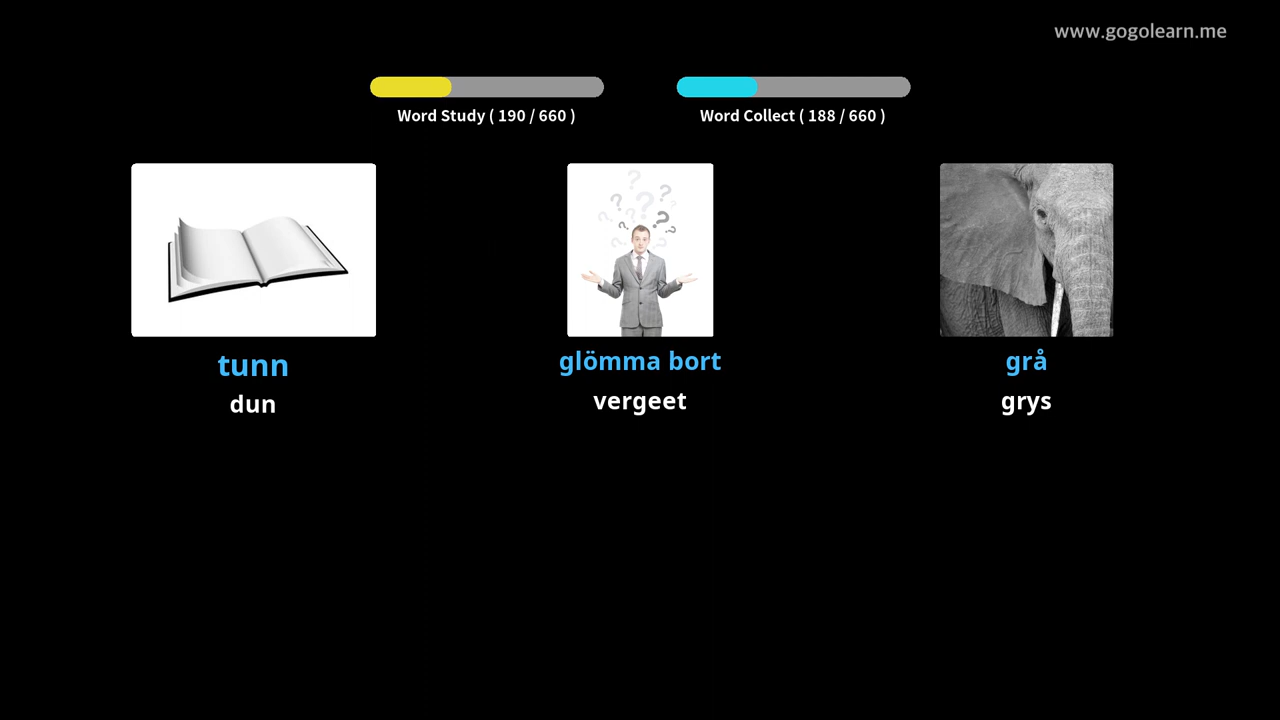 www.gogolearn.me
Word Study ( 190 / 660 )
Word Collect ( 188 / 660 )
tunn
dun
glömma bort
vergeet
grå
grys